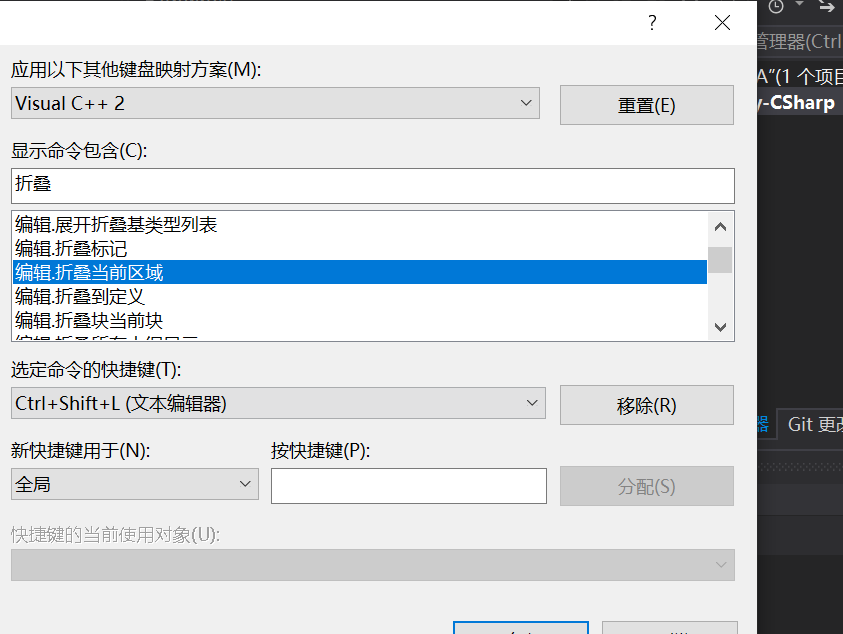 ?
管理器(Ctrl
应用以下其他键盘映射方案(M):
A"(1 个项目
Visual C++ 2
重置(E)
y-CSharp
显示命令包含(C):
折叠
编辑.展开折叠基类型列表
编辑.折叠标记
编辑.折叠当前区域
编辑.折叠到定义
编辑.折叠块当前块
选定命令的快捷键(T):
Ctrl+Shift+L (文本编辑器)
移除(R)
器
Git 更改
新快捷键用于(N):
按快捷键(P):
全局
分配(S)
快捷键的当前使用对象(U):